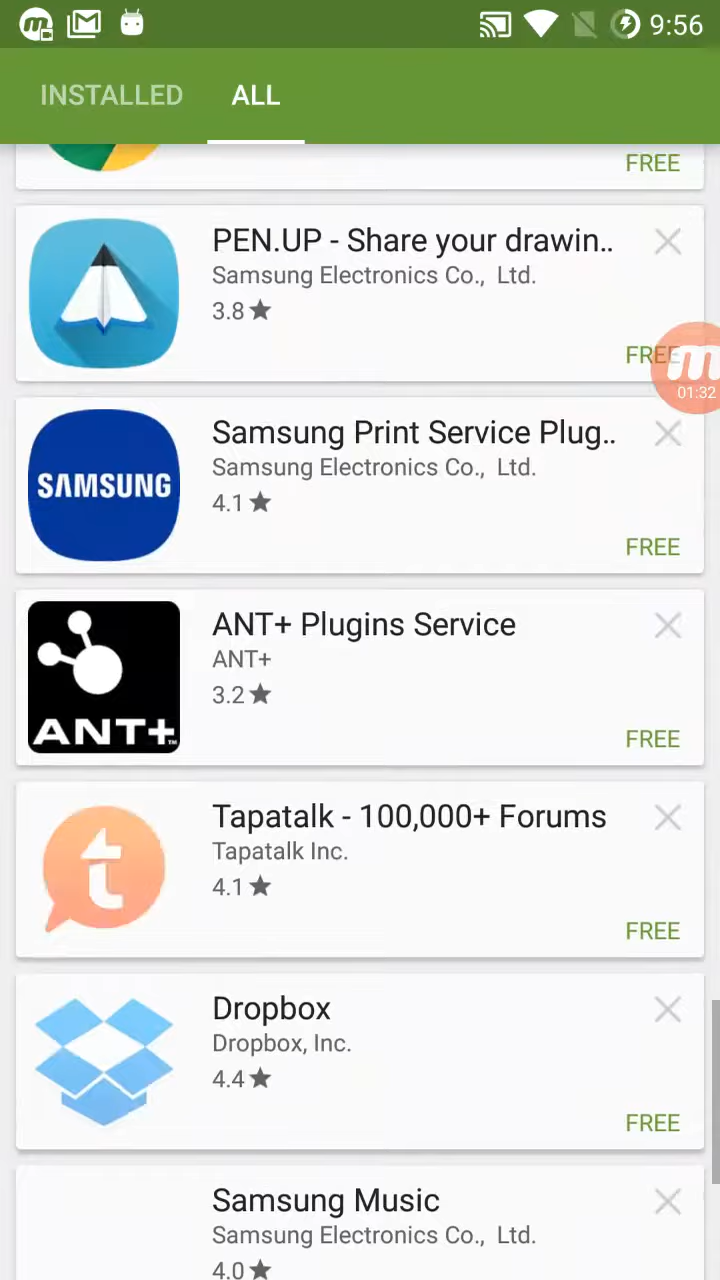 9:56
INSTALLED ALL
FREE
PEN.UP - Share your drawin..
Samsung Electronics Co., Ltd.
3.8
FREE
m
01:32
SAMSUNG
Samsung Print Service Plug..
Samsung Electronics Co., Ltd.
4.1
FREE
ANT+
ANT+ Plugins Service
ANT+
3.2
FREE
t
Tapatalk - 100,000+ Forums
Tapatalk Inc.
4.1
FREE
Dropbox
Dropbox, Inc.
4.4
FREE
Samsung Music
Samsung Electronics Co., Ltd.
4.0